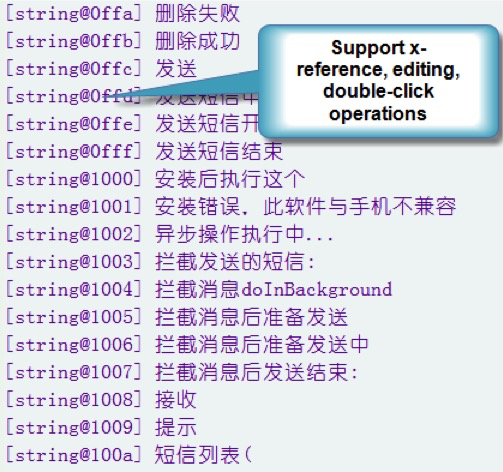 [string@0ffa] 删除失败
[string@0ffb] 删除成功
[string@0ffc] 发送
[string@0ffd] 发送短信中
[string@0ffe] 发送短信开
[string@0fff] 发送短信结束
[string@1000] 安装后执行这个
[string@1001] 安装错误，此软件与手机不兼容
[string@1002] 异步操作执行中...
[string@1003] 拦截发送的短信:
[string@1004] 拦截消息doInBackground
[string@1005] 拦截消息后准备发送
[string@1006] 拦截消息后准备发送中
[string@1007] 拦截消息后发送结束:
[string@1008] 接收
[string@1009] 提示
[string@100a] 短信列表(
Support x-
reference, editing,
double-click
operations